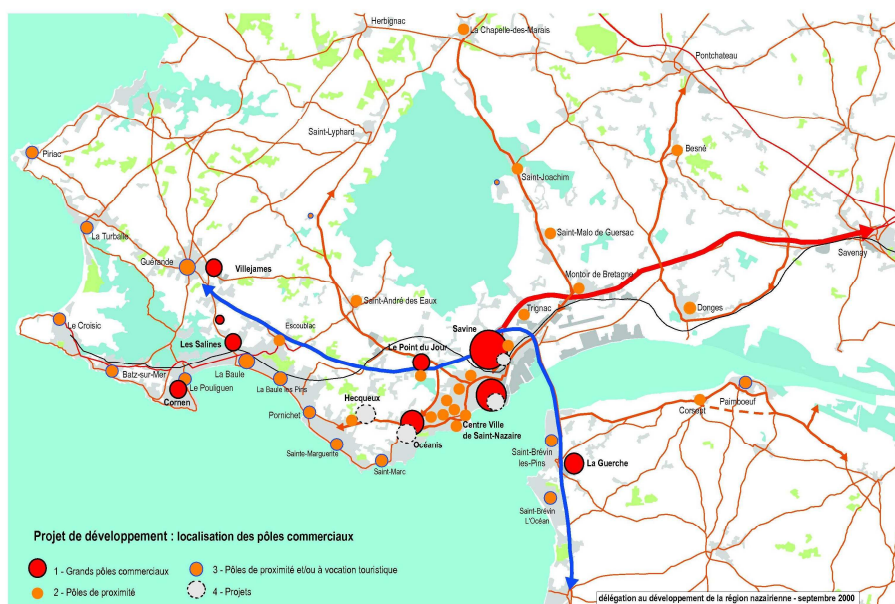 Herbignac
La Chapelle-des-Marais
Pontchateau
Saint-Lyphard
Besné
Piriac
Saint-Joachim
La Turballe
Saint-Malo de Guersac
Guérande
Villejames
Savenay
Montoir de Bretagne
Saint-André des Eaux
Donges
Trignac
Le Croisic
Escoublac
Savine
Les Salines
Le Point du Jour
Batz-sur-Mer
La Baule
Le Pouliguen
La Baule les Pins
Cornen
Hecqueux
Paimboeuf
Corsept
Pornichet
Centre Ville
de Saint-Nazaire
Océanis
Sainte-Marguerite
Saint-Brévin
les-Pins
La Guerche
Saint-Marc
Saint-Brévin
L'Océan
Projet de développement : localisation des pôles commerciaux
1 - Grands pôles commerciaux
2 - Pôles de proximité
3 - Pôles de proximité et/ou à vocation touristique
4 - Projets
délégation au développement de la région nazairienne - septembre 2000